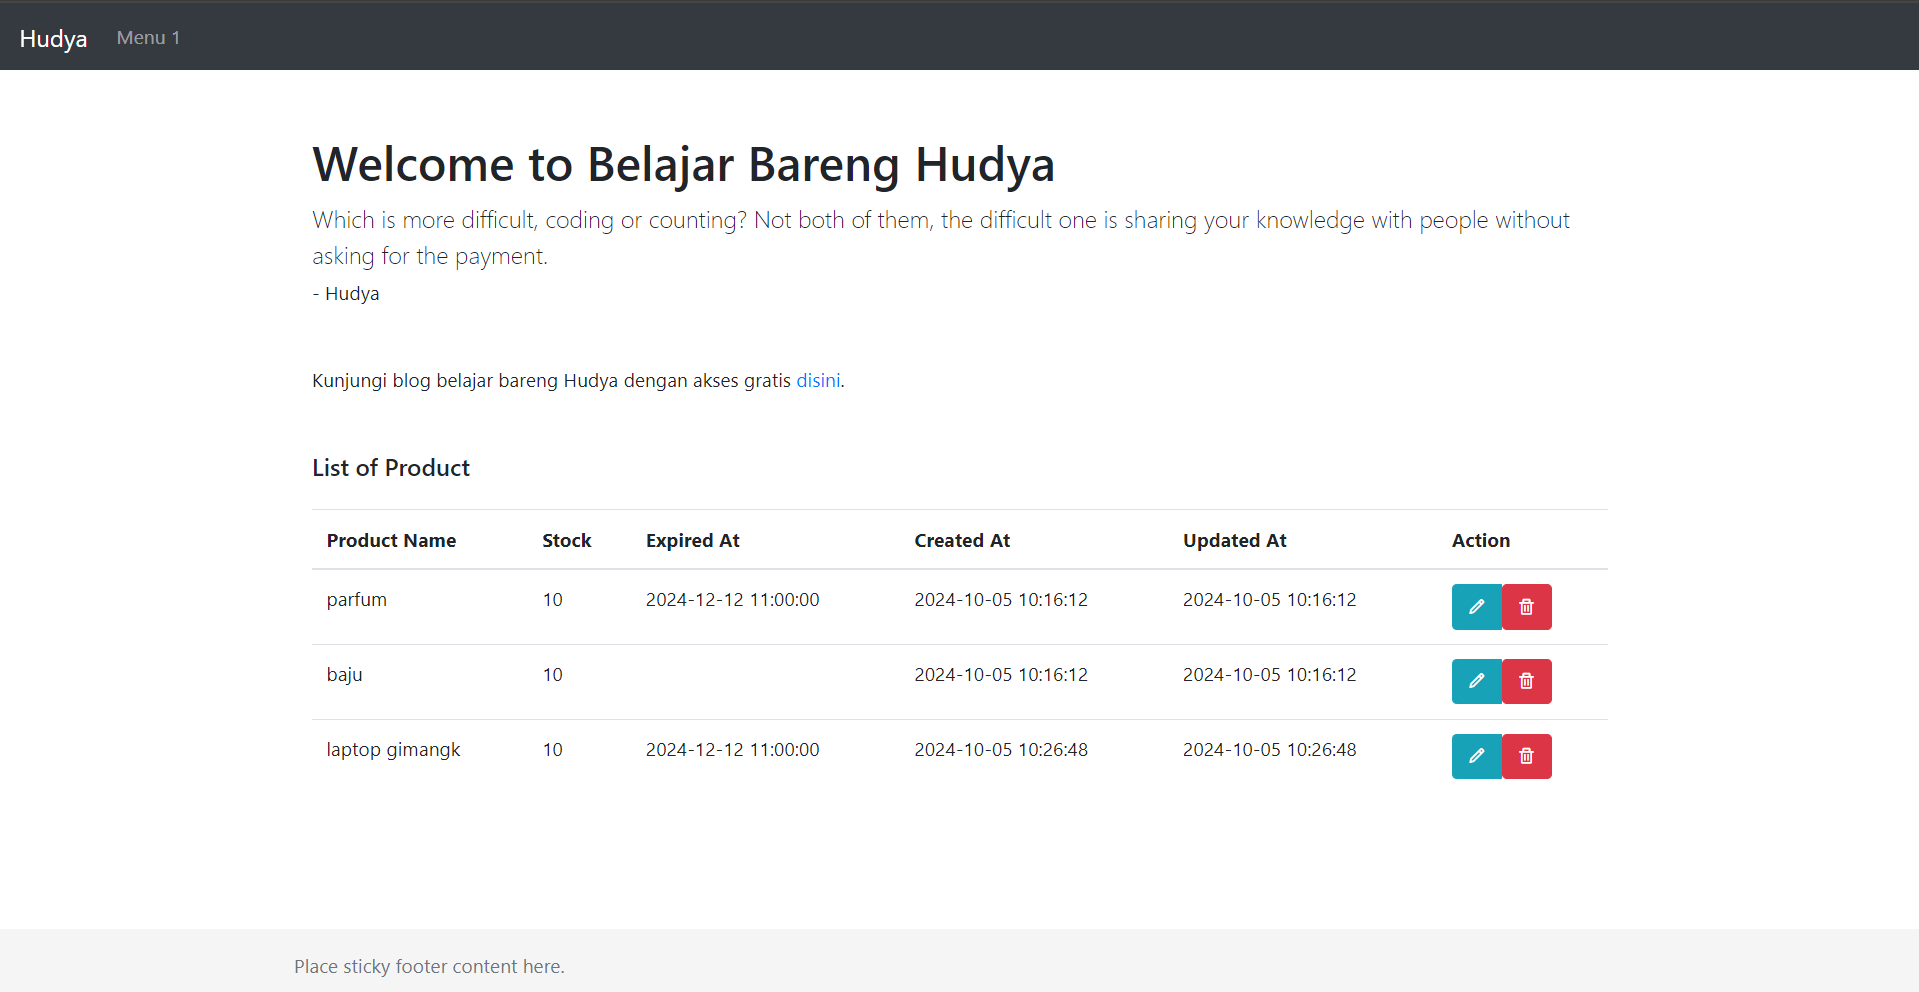 Hudya Menu 1
Welcome to Belajar Bareng Hudya
Which is more difficult, coding or counting? Not both of them, the difficult one is sharing your knowledge with people without
asking for the payment.
- Hudya
Kunjungi blog belajar bareng Hudya dengan akses gratis disini.
List of Product
Product Name Stock Expired At Created At Updated At Action
parfum 10 2024-12-12 11:00:00 2024-10-05 10:16:12 2024-10-05 10:16:12
baju 10 2024-10-05 10:16:12 2024-10-05 10:16:12
laptop gimangk 10 2024-12-12 11:00:00 2024-10-05 10:26:48 2024-10-05 10:26:48
Place sticky footer content here.